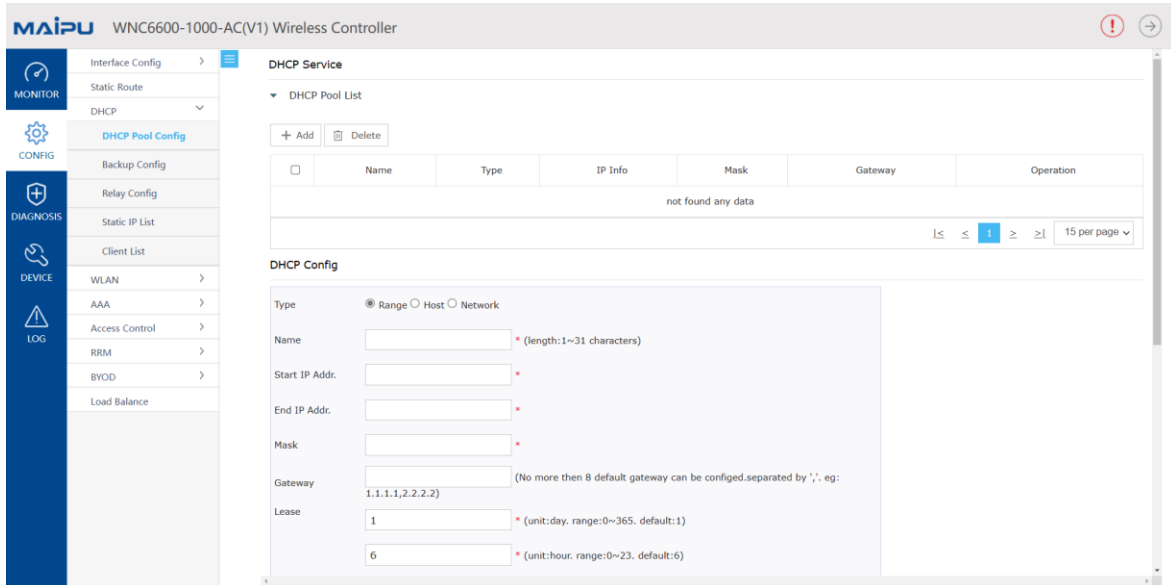 MAIPU WNC6600-1000-AC(V1) Wireless Controller
MONITOR
CONFIG
DIAGNOSIS
DEVICE
LOG
Interface Config
Static Route
DHCP
DHCP Pool Config
Backup Config
Relay Config
Static IP List
Client List
WLAN
AAA
Access Control
RRM
BYOD
Load Balance
DHCP Service
DHCP Pool List
+ Add Delete
Name Type IP Info Mask Gateway Operation
not found any data
|< < 1 > >| 15 per page
DHCP Config
Type Range Host Network
Name * (length:1~31 characters)
Start IP Addr. *
End IP Addr. *
Mask *
Gateway (No more then 8 default gateway can be configed.separated by ','. eg:
1.1.1.1,2.2.2.2)
Lease 1 * (unit:day. range:0~365. default:1)
6 * (unit:hour. range:0~23. default:6)